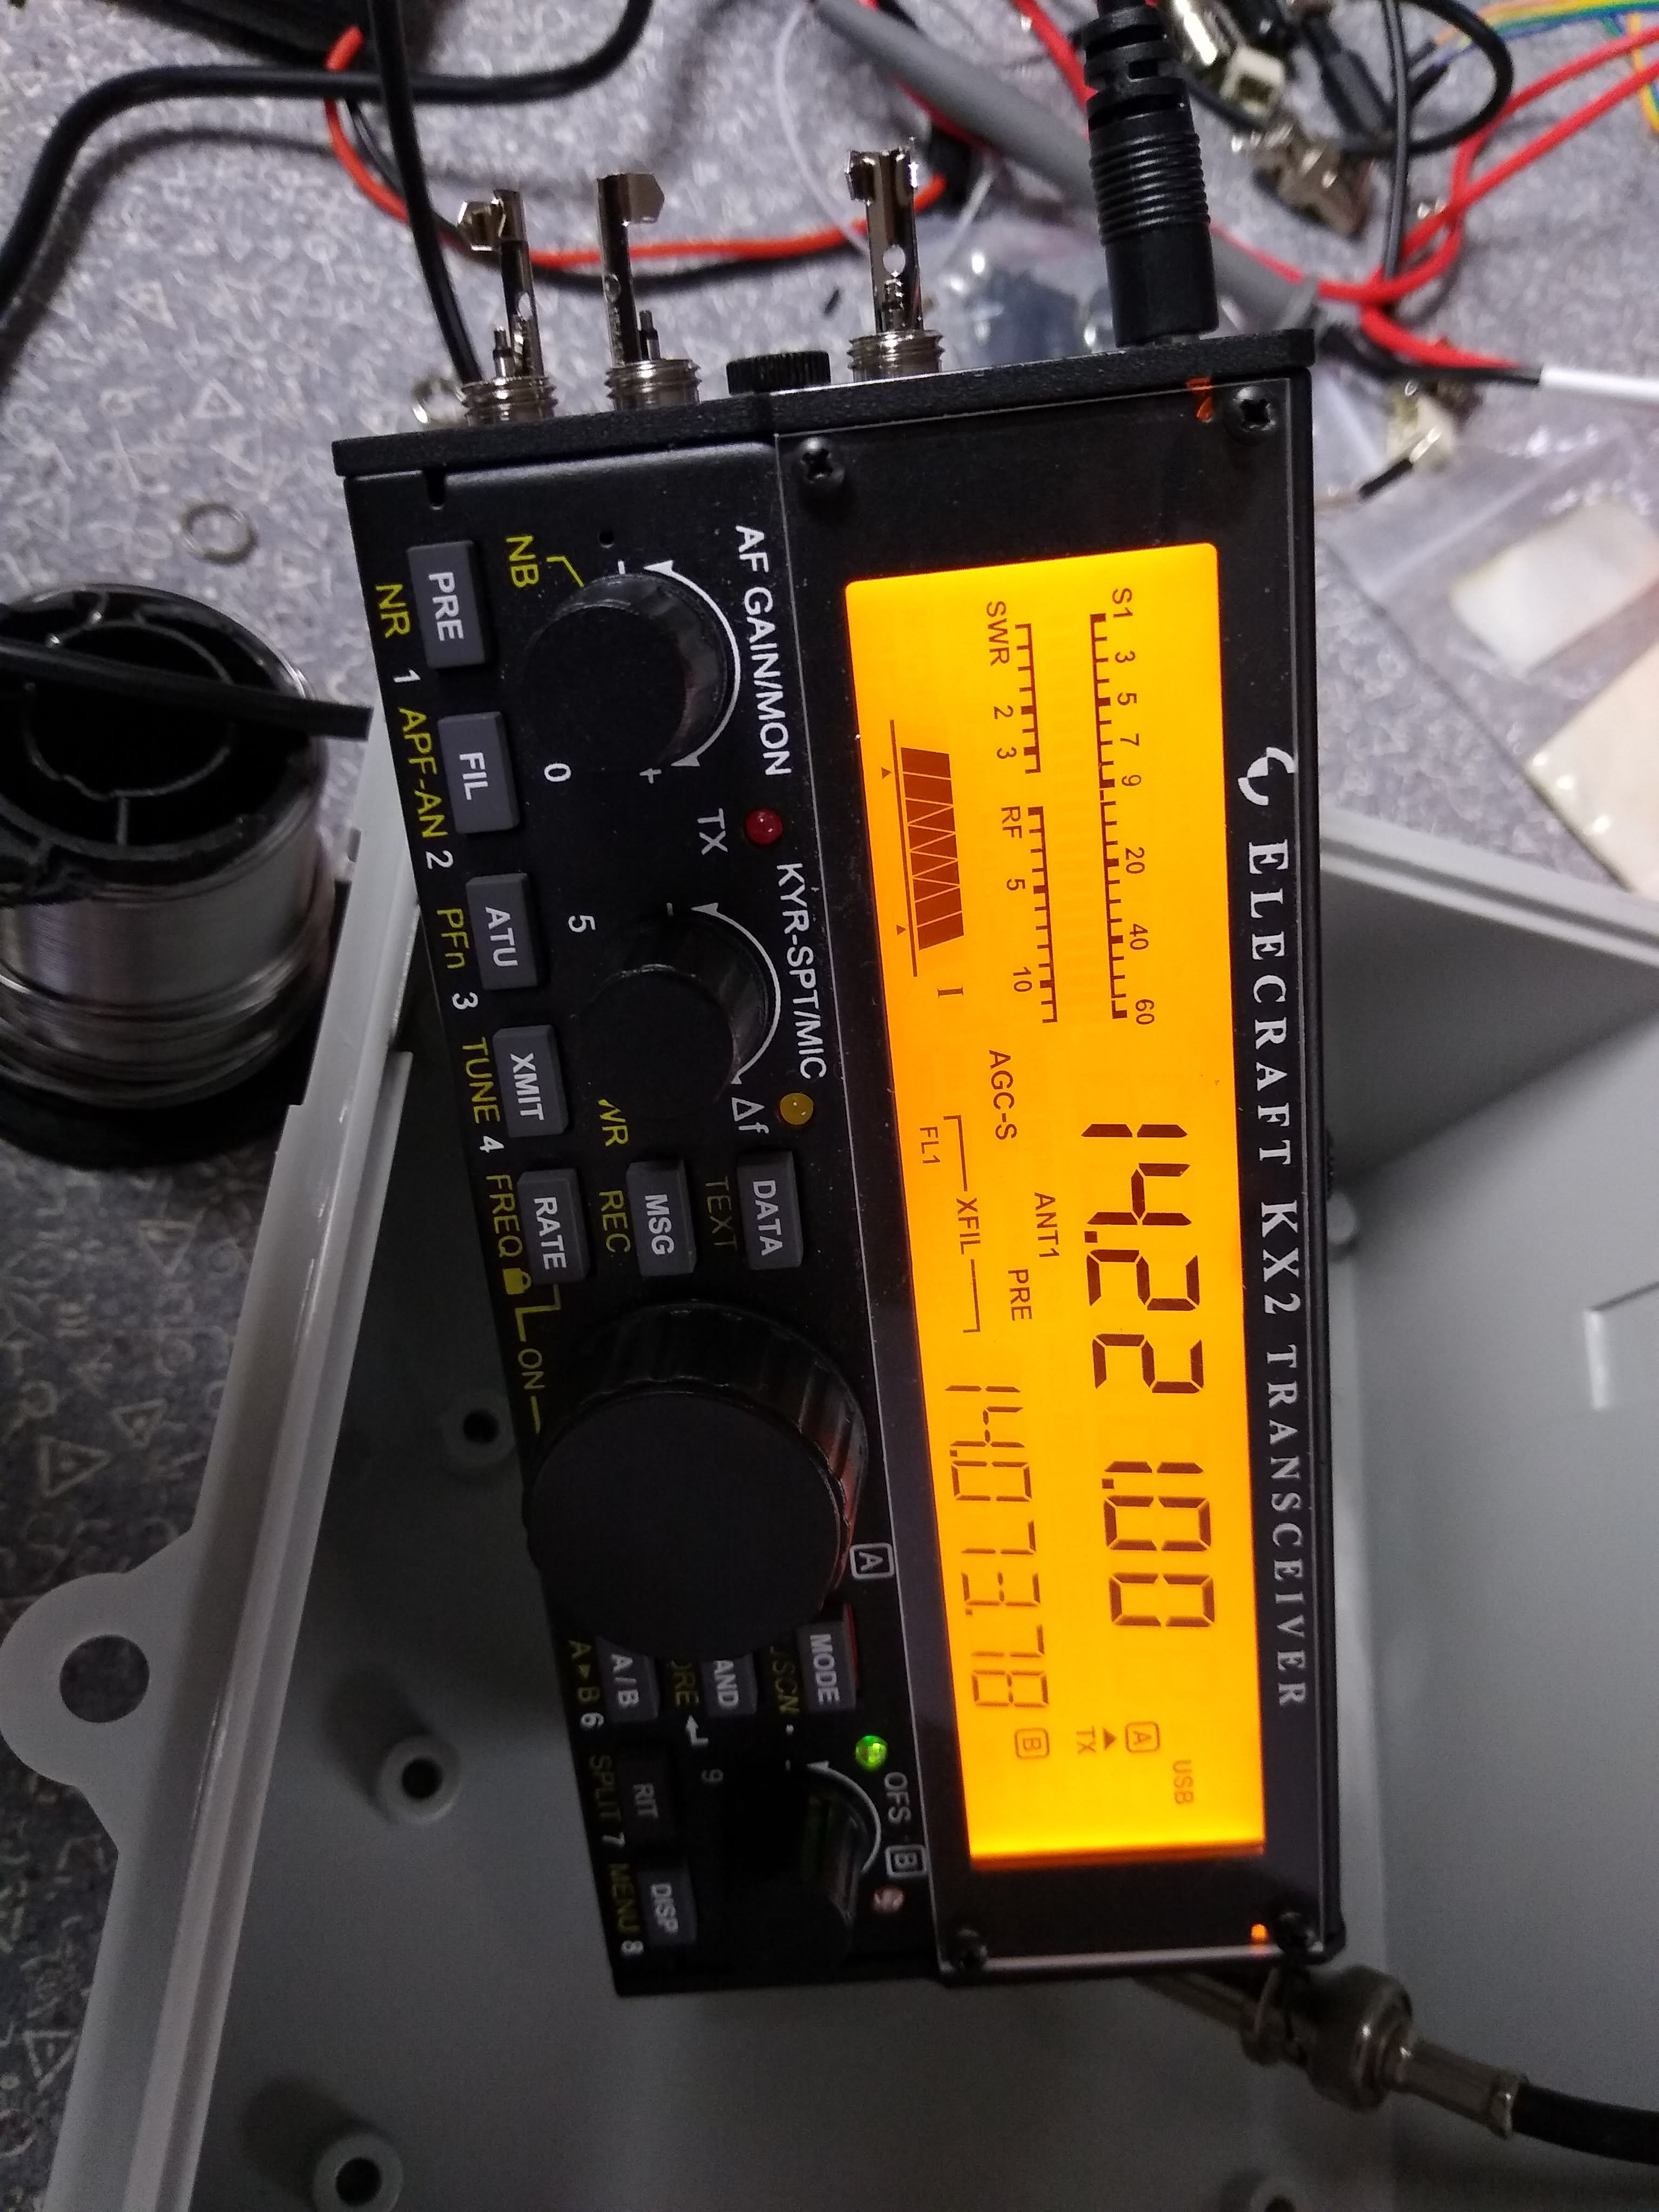 ELECRAFT KX2 TRANSCEIVER
S1 3 5 7 9 20 40 60
USB
14.221.00
A
TX
SWR 2 3 RF 5 10
ANT1 PRE
B
AGC-S
XFIL
14.073.78
I
FL1
AF GAIN/MON
KYR-SPT/MIC
A
OFS B
TX
Δf
DATA
MODE
- +
- 
-
NB
TEXT
0
5
MSG
REC
9
PRE
FIL
ATU
XMIT
RATE
A/B
RIT
DISP
NR 1 APF-AN 2 PFn 3 TUNE 4 FREQ ON A▸B 6 SPLIT 7 MENU 8